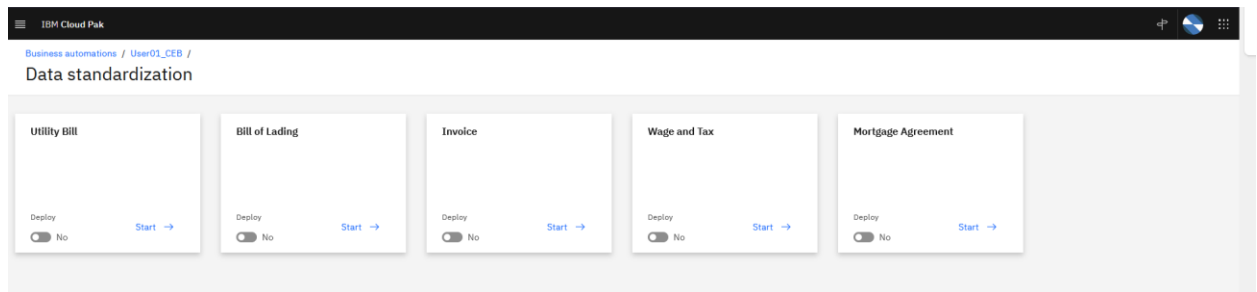 IBM Cloud Pak
Business automations / User01_CEB /
Data standardization
Utility Bill
Deploy
No
Start →
Bill of Lading
Deploy
No
Start →
Invoice
Deploy
No
Start →
Wage and Tax
Deploy
No
Start →
Mortgage Agreement
Deploy
No
Start →